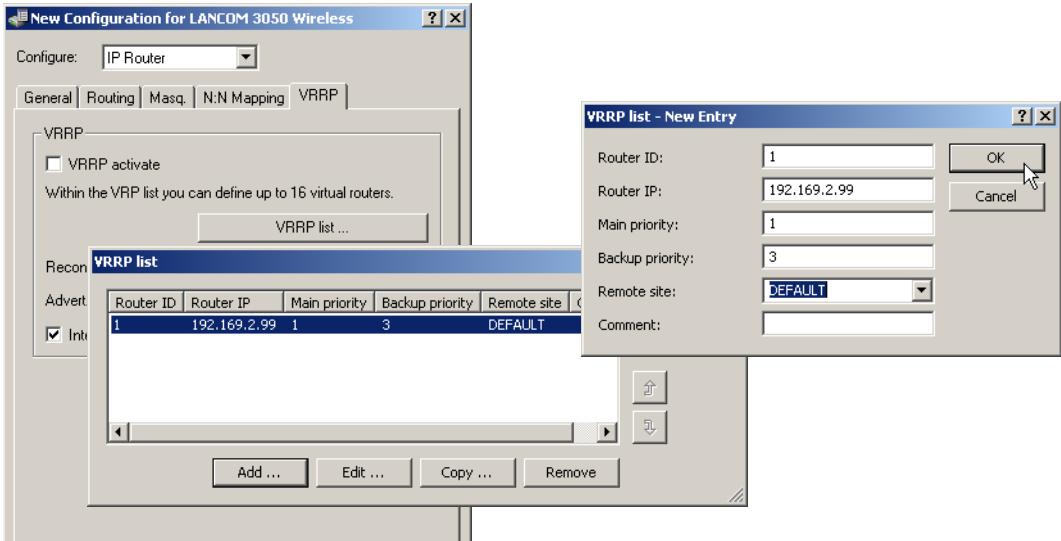 New Configuration for LANCOM 3050 Wireless
Configure: IP Router
General Routing Masq. N:N Mapping VRRP
VRRP
VRRP activate
Within the VRP list you can define up to 16 virtual routers.
VRRP list ...
Recon
Advert
Inte
VRRP list
Router ID Router IP Main priority Backup priority Remote site C
1 192.169.2.99 1 3 DEFAULT
Add ... Edit ... Copy ... Remove
VRRP list - New Entry
Router ID: 1
Router IP: 192.169.2.99
Main priority: 1
Backup priority: 3
Remote site: DEFAULT
Comment:
OK
Cancel